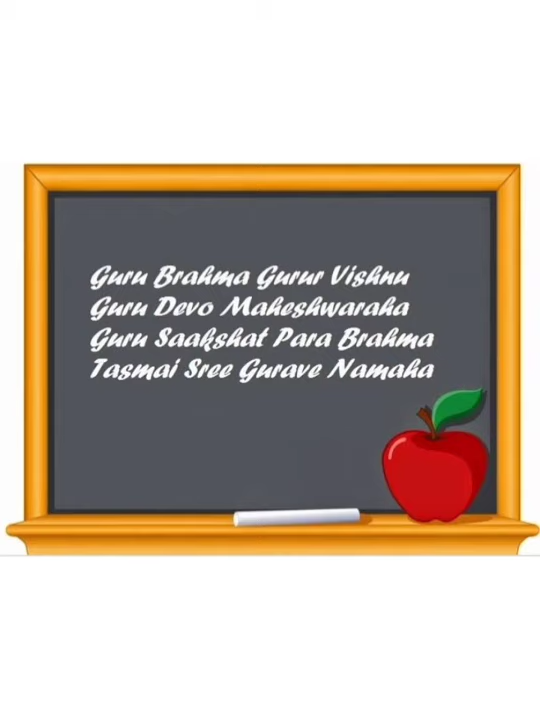 Guru Brahma Gurur Vishnu
Guru Devo Maheshwaraha
Guru Saakshat Para Brahma
Tasmai Sree Gurave Namaha